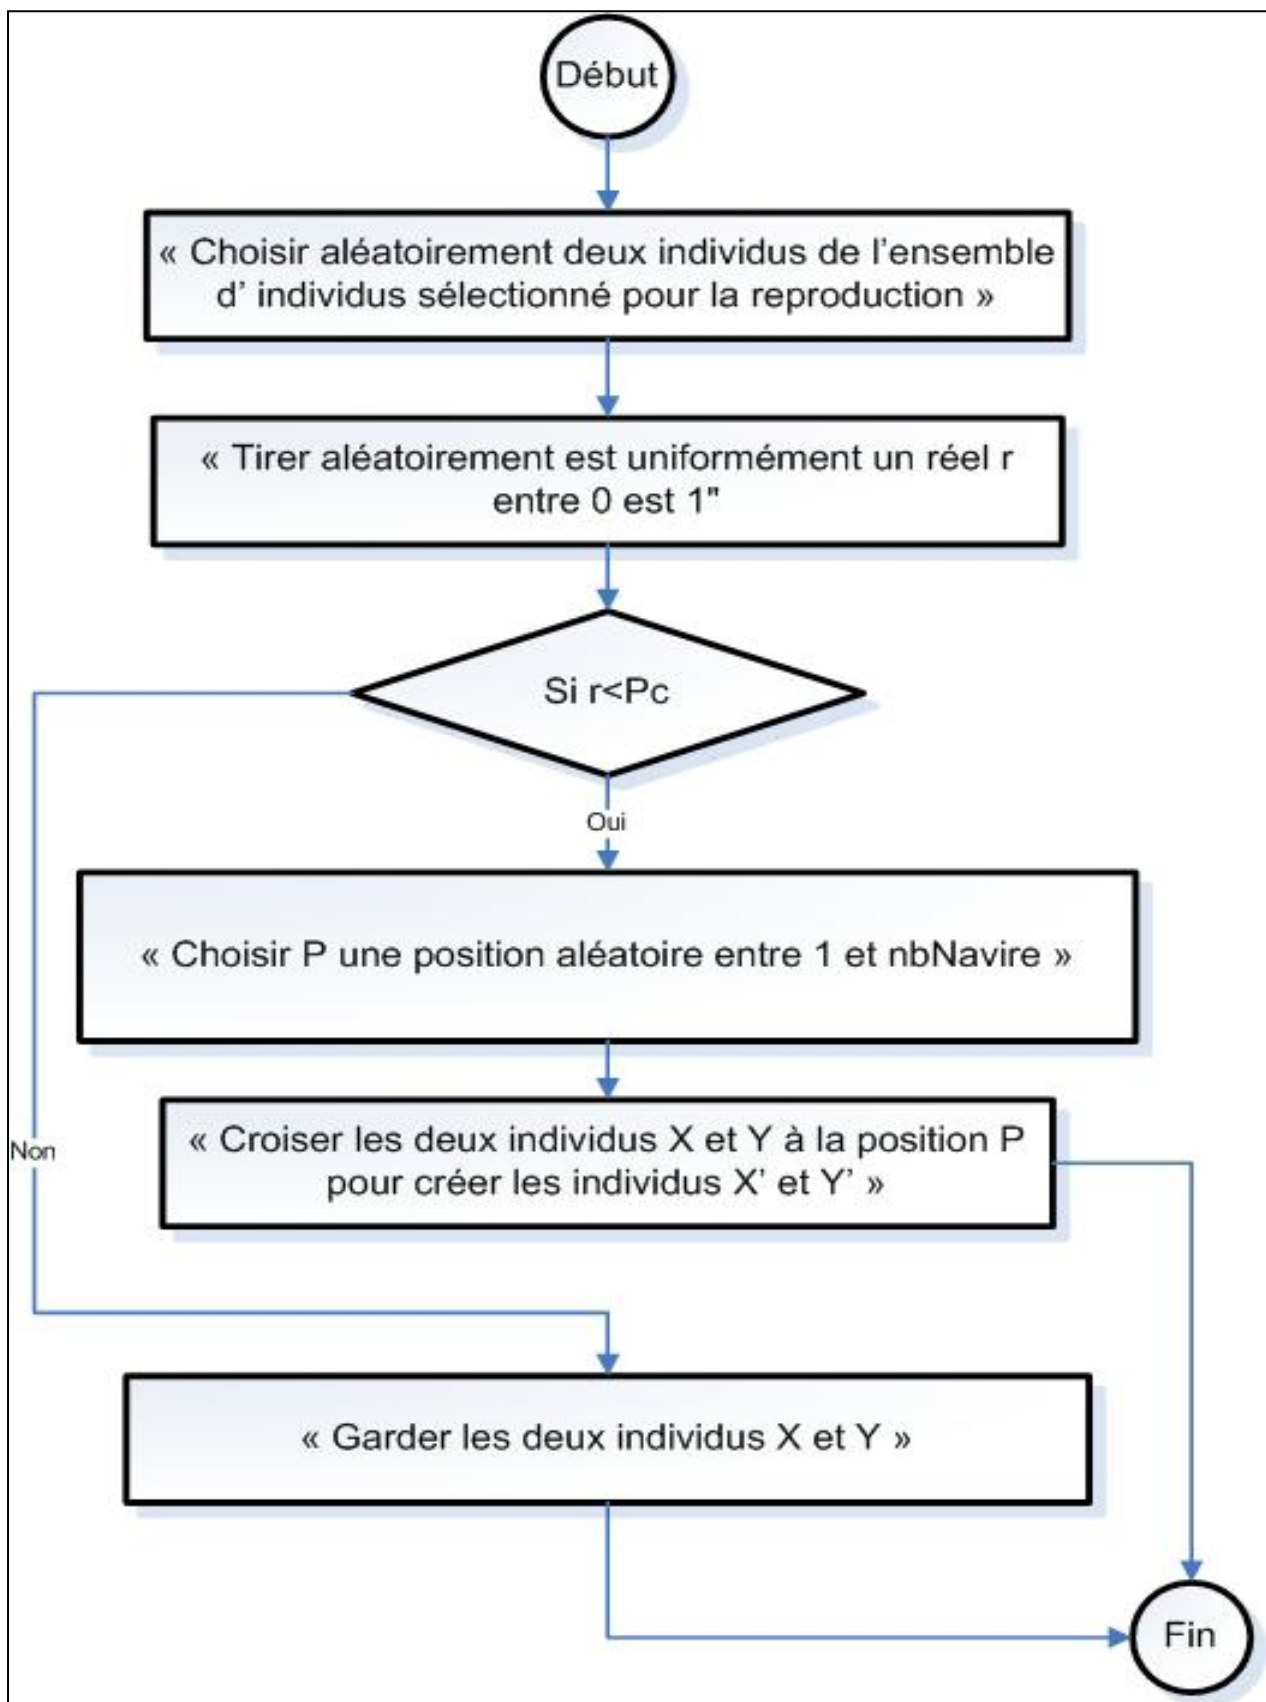 Début
« Choisir aléatoirement deux individus de l’ensemble
d’ individus sélectionné pour la reproduction »
« Tirer aléatoirement est uniformément un réel r
entre 0 est 1"
Si r<Pc
Oui
« Choisir P une position aléatoire entre 1 et nbNavire »
« Croiser les deux individus X et Y à la position P
pour créer les individus X’ et Y’ »
Non
« Garder les deux individus X et Y »
Fin